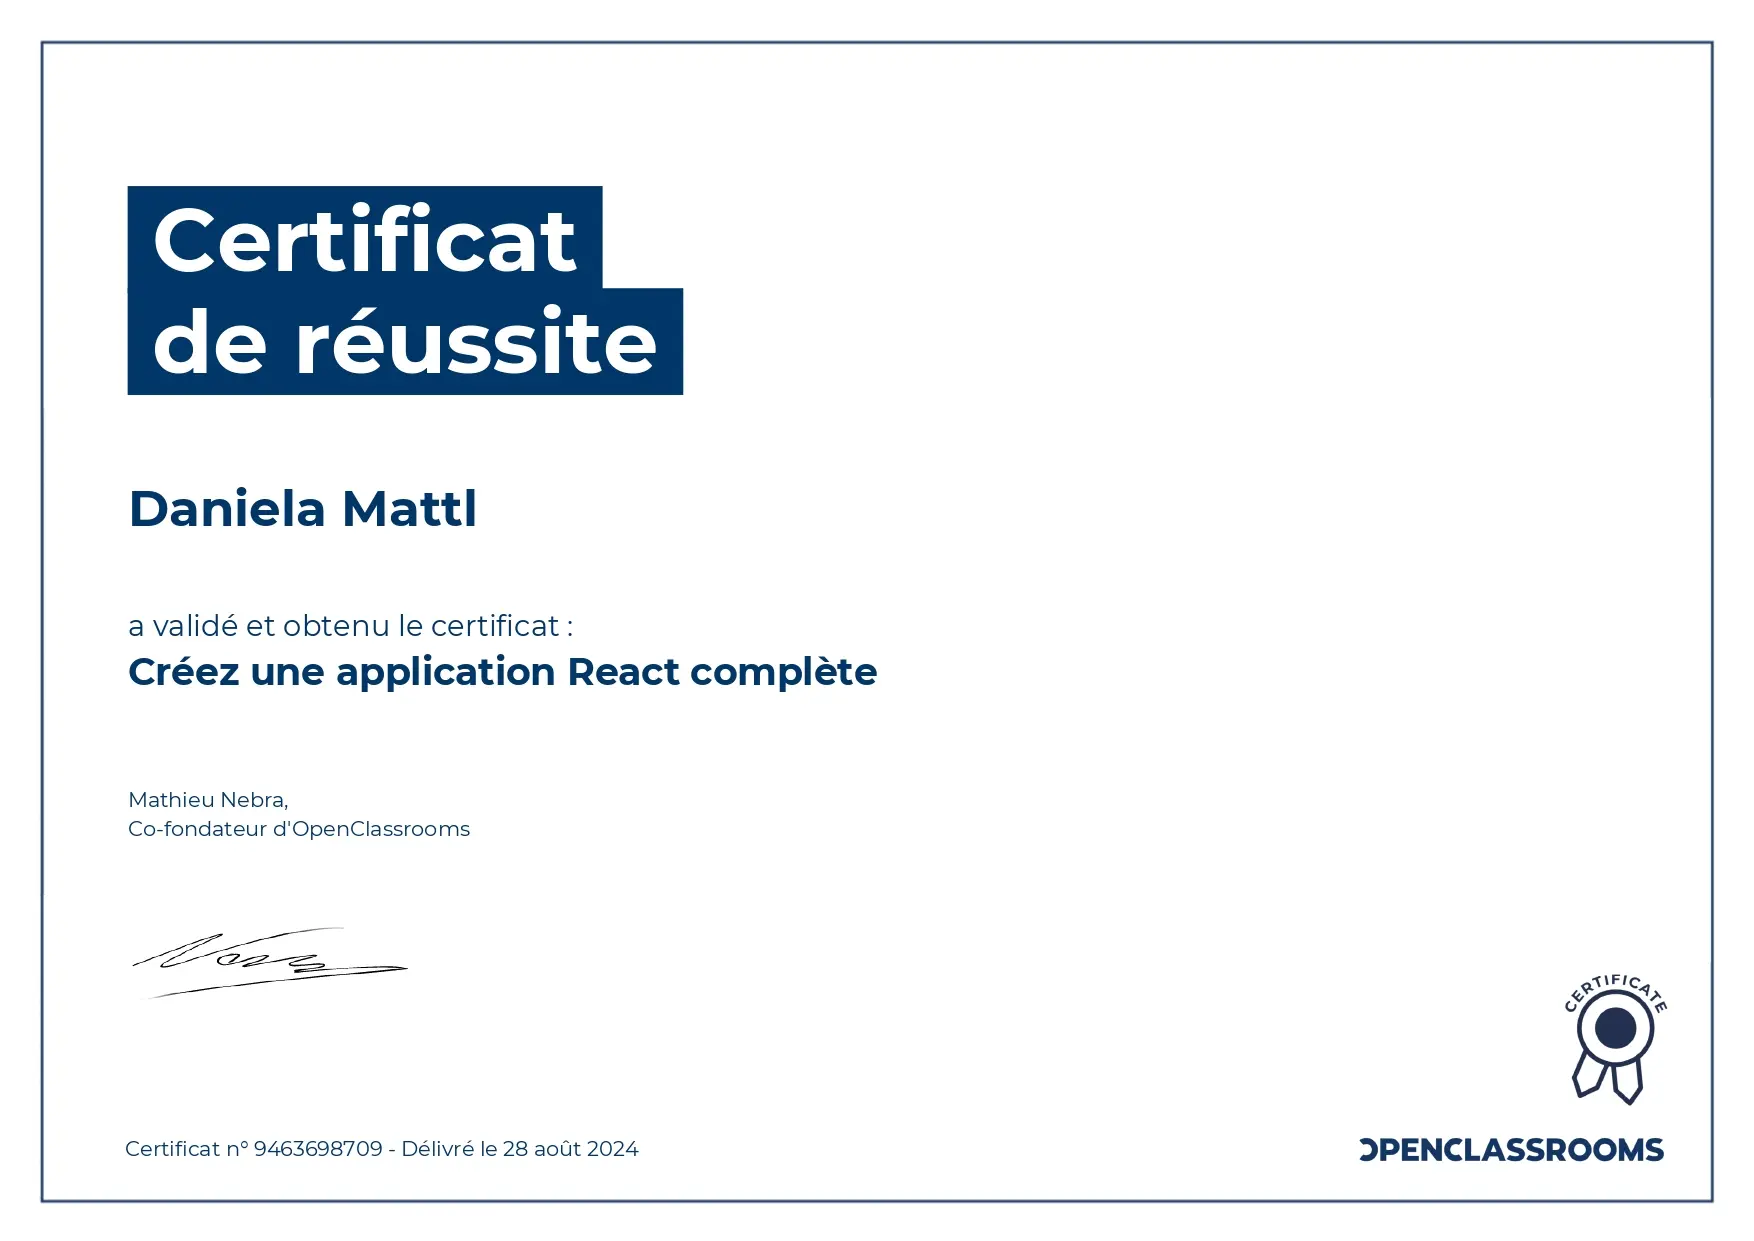 Certificat
de réussite
Daniela Mattl
a validé et obtenu le certificat :
Créez une application React complète
Mathieu Nebra,
Co-fondateur d'OpenClassrooms
CERTIFICATE
Certificat n° 9463698709 - Délivré le 28 août 2024
OPENCLASSROOMS